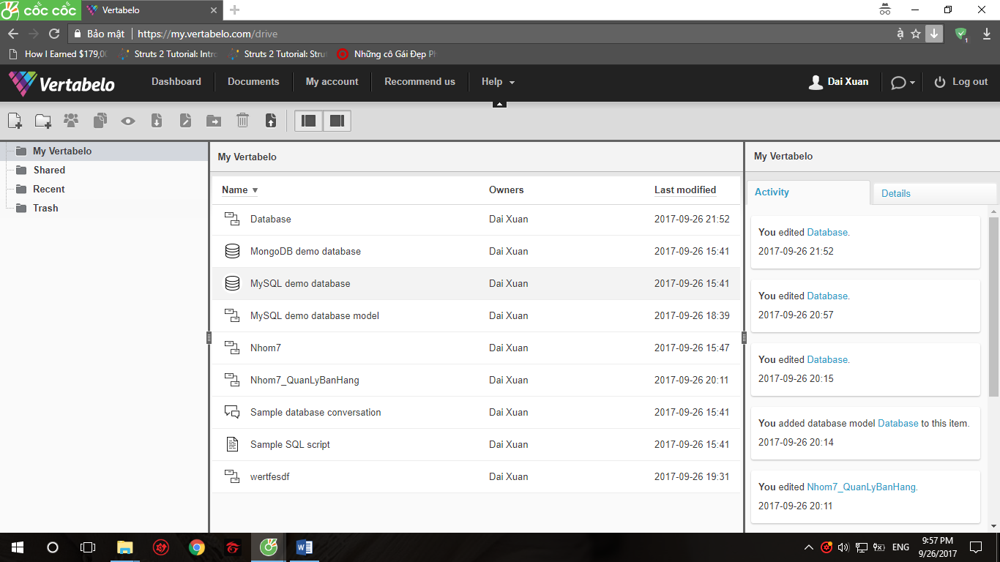 cốc cốc
Vertabelo
Bảo mật
https://my.vertabelo.com/drive
How I Earned $179,0
Struts 2 Tutorial: Intro
Struts 2 Tutorial: Strut
Những cô Gái Đẹp Ph
1
Vertabelo
Dashboard
Documents
My account
Recommend us
Help
Dai Xuan
Log out
My Vertabelo
Shared
Recent
Trash
My Vertabelo
Name Owners Last modified
Database Dai Xuan 2017-09-26 21:52
MongoDB demo database Dai Xuan 2017-09-26 15:41
MySQL demo database Dai Xuan 2017-09-26 15:41
MySQL demo database model Dai Xuan 2017-09-26 18:39
Nhom7 Dai Xuan 2017-09-26 15:47
Nhom7_QuanLyBanHang Dai Xuan 2017-09-26 20:11
Sample database conversation Dai Xuan 2017-09-26 15:41
Sample SQL script Dai Xuan 2017-09-26 15:41
wertfesdf Dai Xuan 2017-09-26 19:31
My Vertabelo
Activity
Details
You edited Database.
2017-09-26 21:52
You edited Database.
2017-09-26 20:57
You edited Database.
2017-09-26 20:15
You added database model Database to this item.
2017-09-26 20:14
You edited Nhom7_QuanLyBanHang.
2017-09-26 20:11
ENG
9:57 PM
9/26/2017